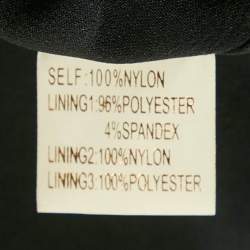 SELF:100%NYLON
LINING1:96%POLYESTER
4%SPANDEX
LINING2:100%NYLON
LINING3:100%POLYESTER